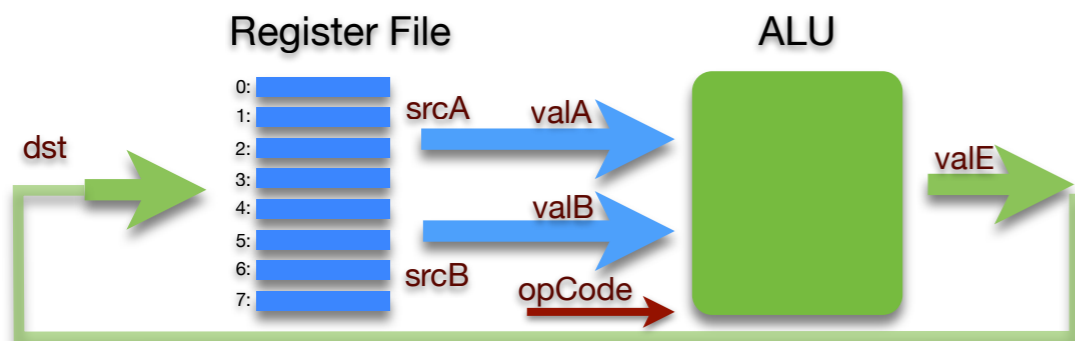 Register File
ALU
0:
1:
2:
3:
4:
5:
6:
7:
dst
srcA
valA
valB
srcB
opCode
valE